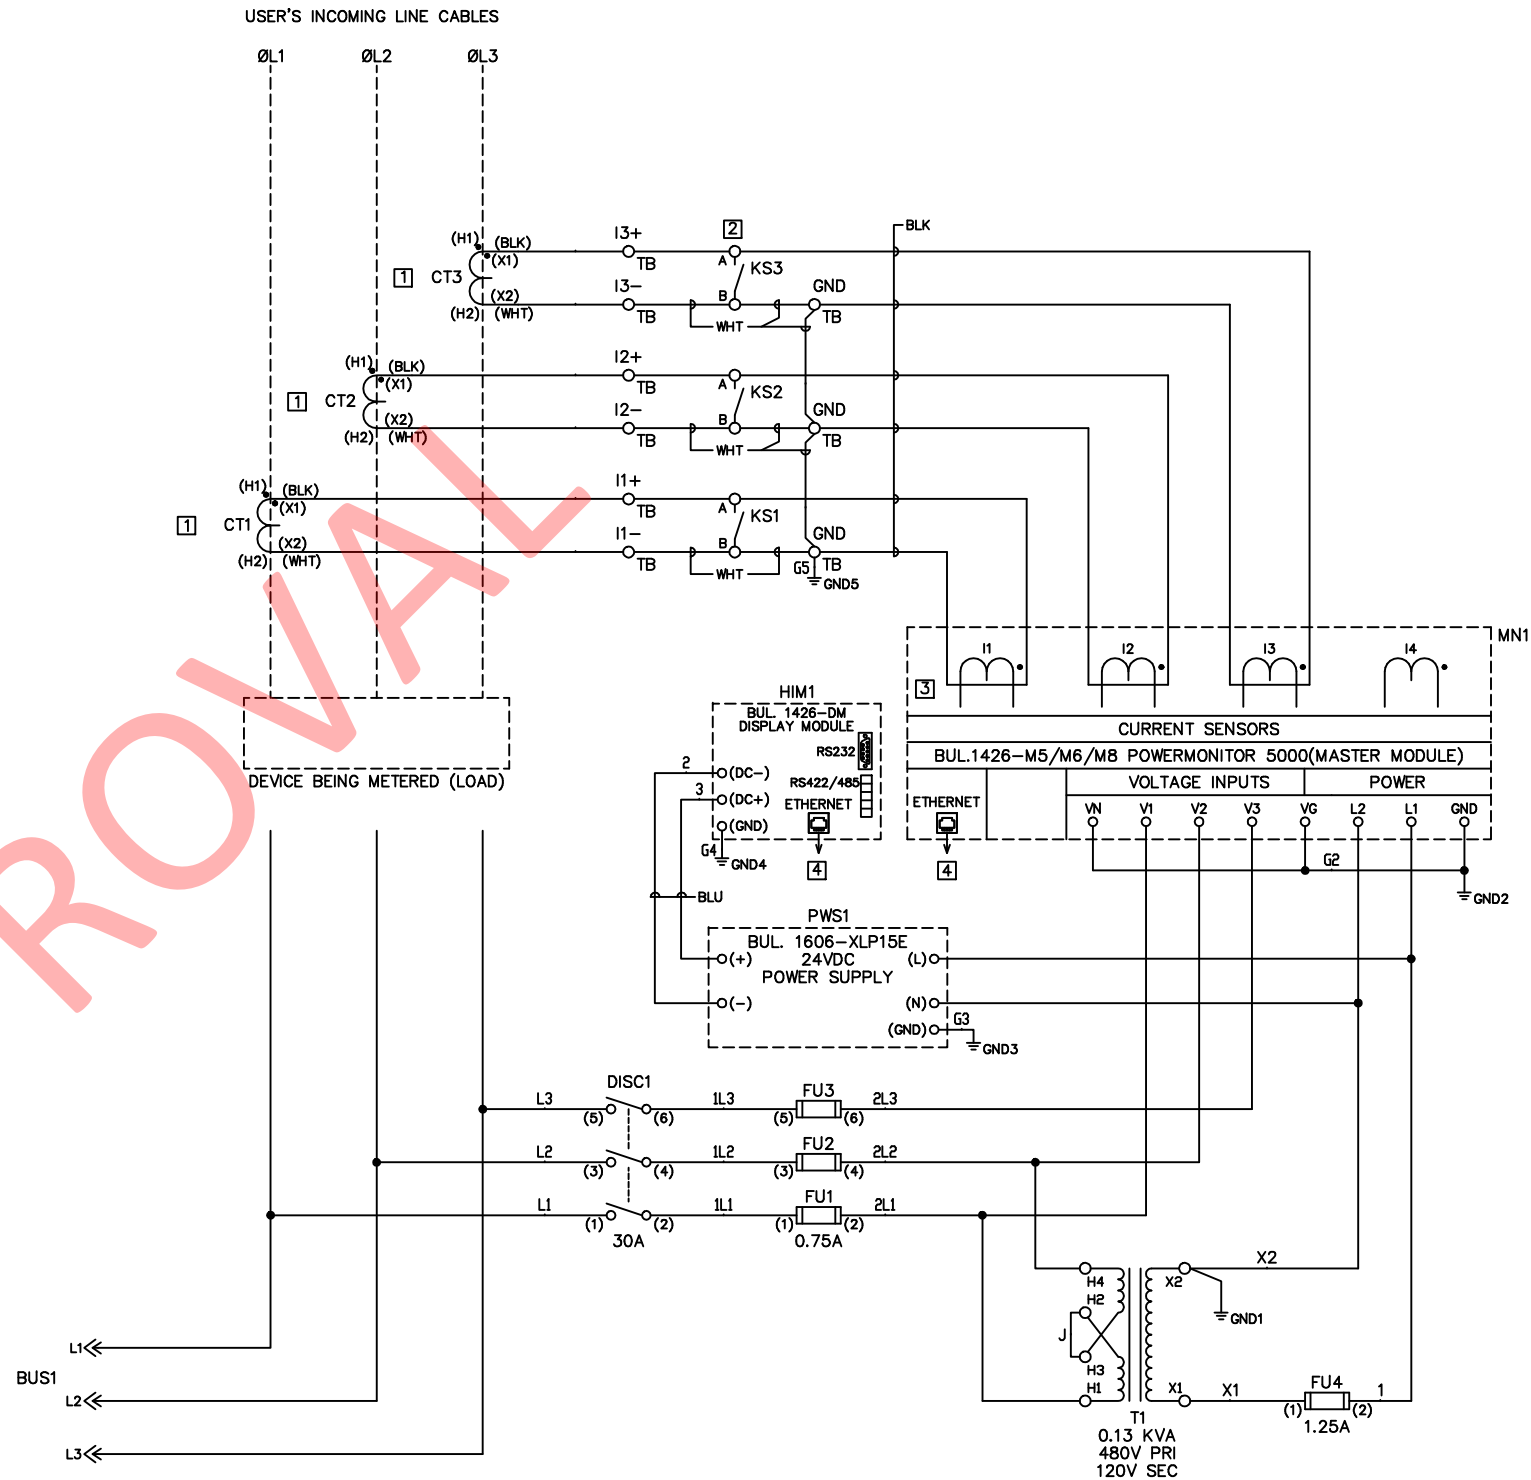 USER'S INCOMING LINE CABLES
ØL1 ØL2 ØL3
BLK
I3+ 2
(H1) (BLK)
(X1) TB A KS3
1 CT3
I3- GND
(X2) B
(H2) (WHT) TB WHT TB
I2+
(H1) (BLK)
(X1) TB A KS2
1 CT2
I2- GND
(X2) B
(H2) (WHT) TB WHT TB
I1+
(H1) (BLK)
(X1) TB A KS1
1 CT1
I1- GND
(X2) B
(H2) (WHT) TB WHT G5 TB
GND5
MN1
I1 I2 I3 I4
3
CURRENT SENSORS
BUL.1426-M5/M6/M8 POWERMONITOR 5000(MASTER MODULE)
VOLTAGE INPUTS POWER
ETHERNET
VN V1 V2 V3 VG L2 L1 GND
4
G2
GND2
HIM1
BUL. 1426-DM
DISPLAY MODULE
RS232
2 (DC-)
RS422/485
3 (DC+)
ETHERNET
(GND)
G4 GND4
4
BLU
DEVICE BEING METERED (LOAD)
PWS1
BUL. 1606-XLP15E
24VDC
POWER SUPPLY
(+) (L)
(-) (N)
(GND) G3
GND3
DISC1
L3 (5) (6) 1L3 (5) FU3 (6) 2L3
L2 (3) (4) 1L2 (3) FU2 (4) 2L2
L1 (1) (2) 1L1 (1) FU1 (2) 2L1
30A 0.75A
X2
H4 X2
H2 GND1
J
H3
H1 X1 X1 FU4 1
(1) (2)
1.25A
T1
0.13 KVA
480V PRI
120V SEC
L1
BUS1
L2
L3
ROVAL